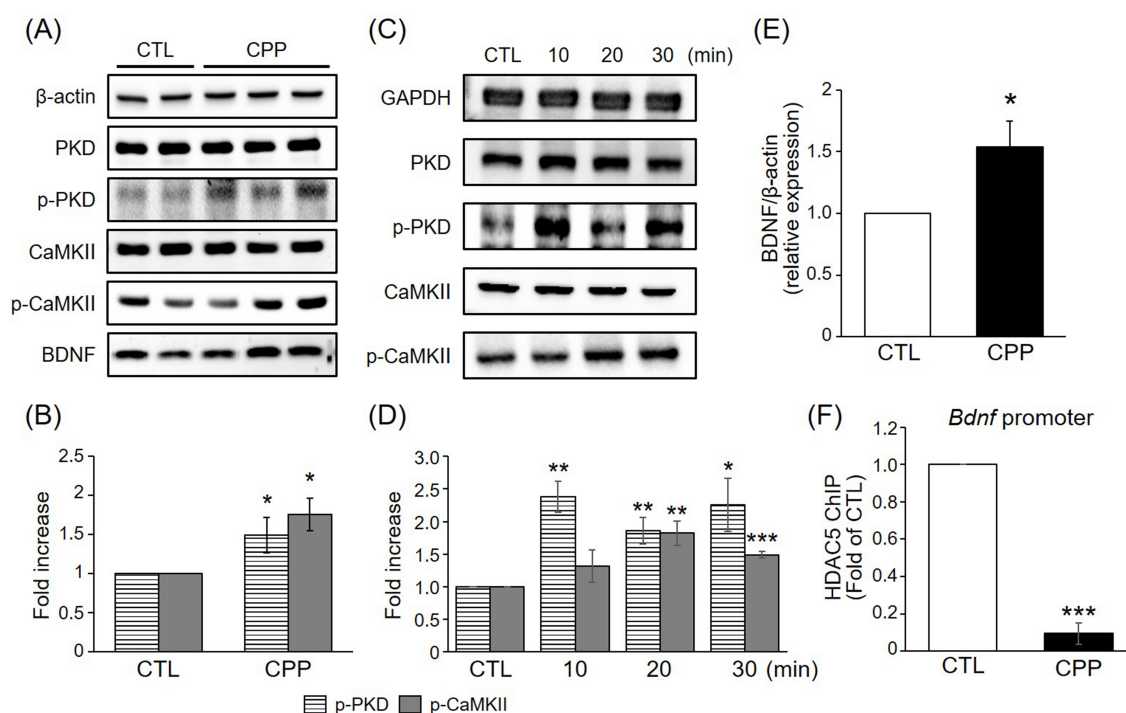 (A)
CTL CPP
β-actin
PKD
p-PKD
CaMKII
p-CaMKII
BDNF
(C)
CTL 10 20 30 (min)
GAPDH
PKD
p-PKD
CaMKII
p-CaMKII
(E)
BDNF/β-actin
(relative expression)
2
1.5
1.0
0.5
0
*
CTL CPP
(B)
Fold increase
2.5
2
1.5
1
0.5
0
* *
CTL CPP
(D)
Fold increase
3.0
2.5
2.0
1.5
1.0
0.5
0.0
** ** ** * ***
CTL 10 20 30 (min)
p-PKD p-CaMKII
(F)
Bdnf promoter
HDAC5 ChIP
(Fold of CTL)
1.2
1.0
0.8
0.6
0.4
0.2
0
***
CTL CPP